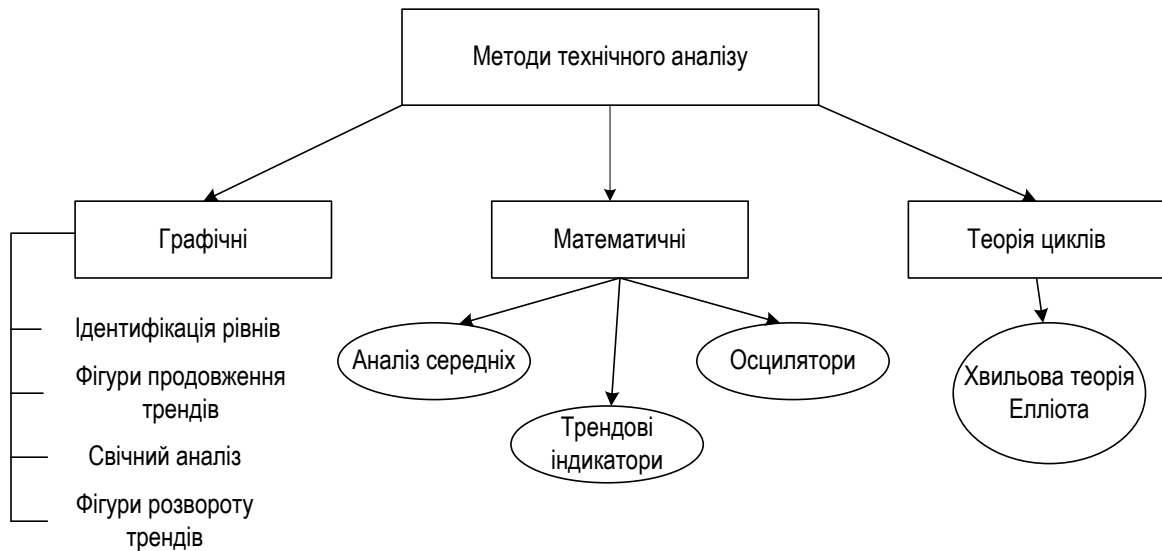 Методи технічного аналізу
Графічні
Математичні
Теорія циклів
Ідентифікація рівнів
Фігури продовження
трендів
Свічний аналіз
Фігури розвороту
трендів
Аналіз середніх
Трендові
індикатори
Осцилятори
Хвильова теорія
Елліота